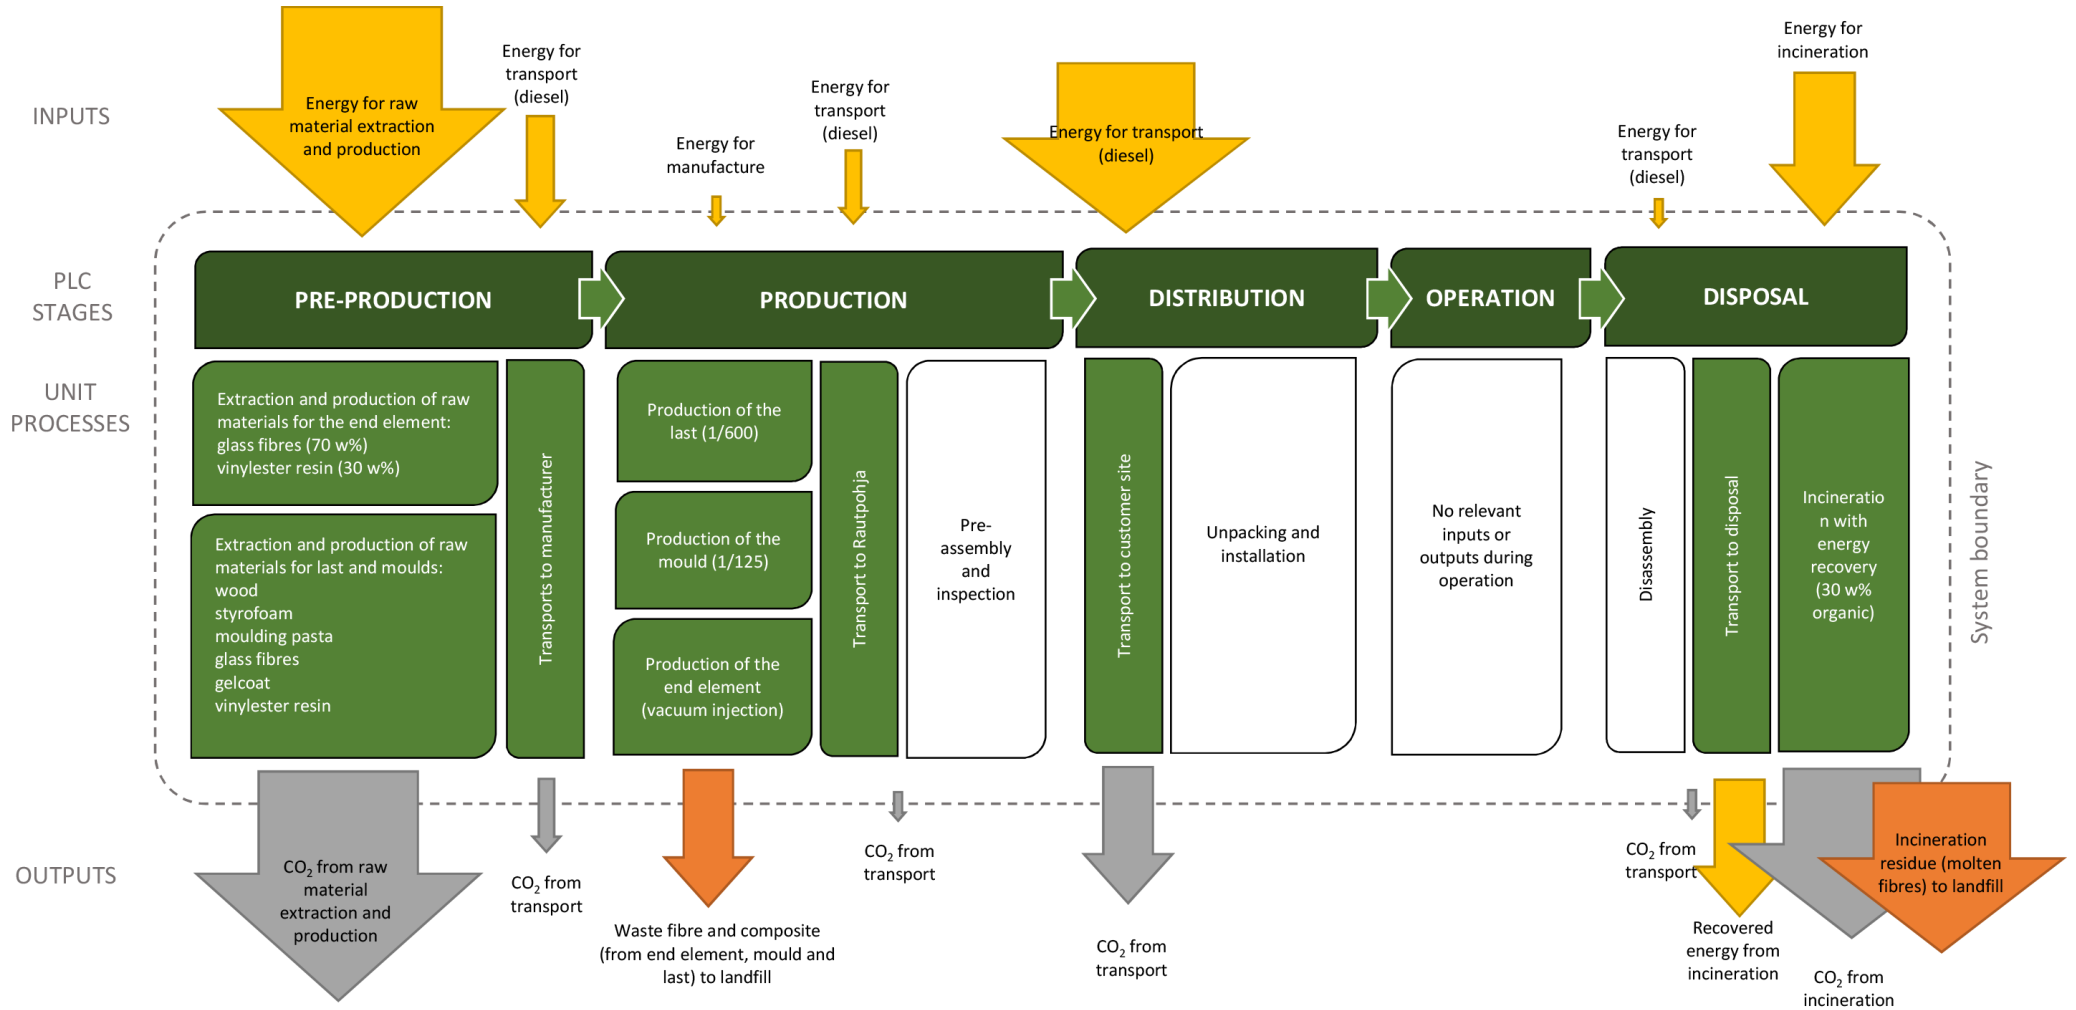 INPUTS
Energy for raw
material extraction
and production
Energy for
transport
(diesel)
Energy for
manufacture
Energy for
transport
(diesel)
Energy for transport
(diesel)
Energy for
transport
(diesel)
Energy for
incineration
PLC
STAGES
PRE-PRODUCTION
PRODUCTION
DISTRIBUTION
OPERATION
DISPOSAL
UNIT
PROCESSES
Extraction and production of raw
materials for the end element:
glass fibres (70 w%)
vinylester resin (30 w%)
Extraction and production of raw
materials for last and moulds:
wood
styrofoam
moulding pasta
glass fibres
gelcoat
vinylester resin
Transports to manufacturer
Production of the
last (1/600)
Production of the
mould (1/125)
Production of the
end element
(vacuum injection)
Transport to Rautpohja
Pre-
assembly
and
inspection
Transport to customer site
Unpacking and
installation
No relevant
inputs or
outputs during
operation
Disassembly
Transport to disposal
Incineratio
n with
energy
recovery
(30 w%
organic)
System boundary
OUTPUTS
CO2 from raw
material
extraction and
production
CO2 from
transport
Waste fibre and composite
(from end element, mould and
last) to landfill
CO2 from
transport
CO2 from
transport
CO2 from
transport
Recovered
energy from
incineration
CO2 from
incineration
Incineration
residue (molten
fibres) to landfill